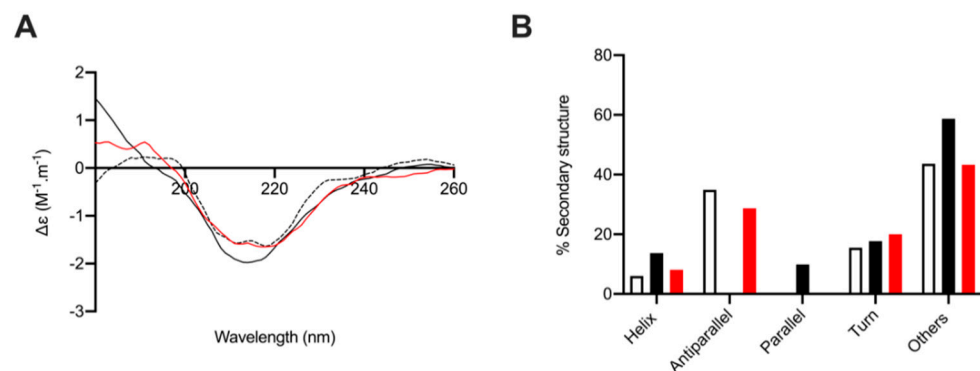 A
B
2
1
0
-1
-2
-3
200
220
240
260
Δε (M⁻¹.m⁻¹)
Wavelength (nm)
80
60
40
20
0
% Secondary structure
Helix
Antiparallel
Parallel
Turn
Others